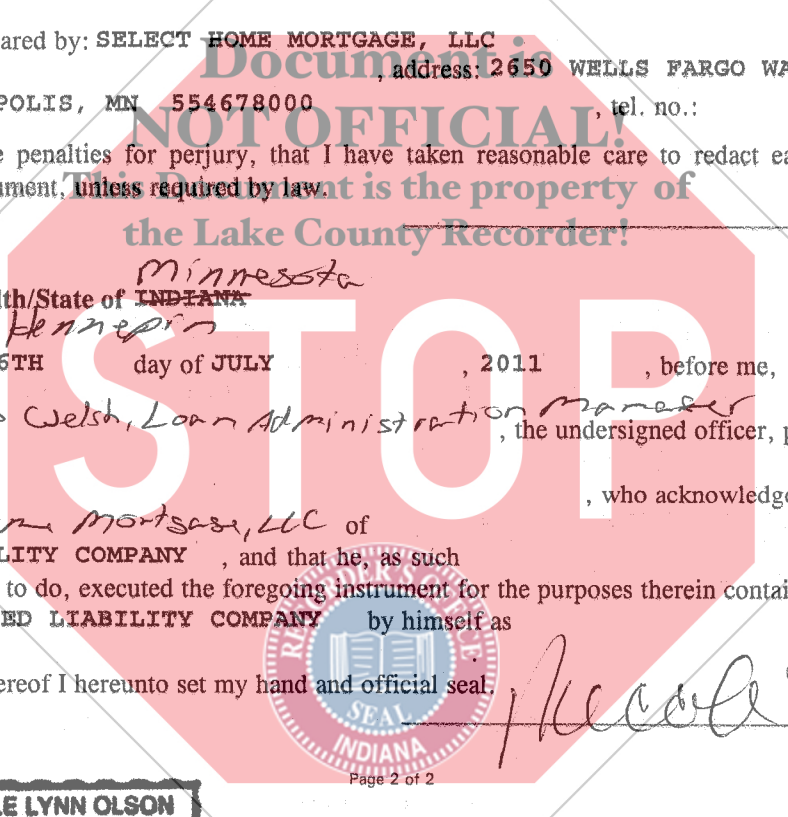 ared by: SELECT HOME MORTGAGE, LLC
Document is
, address: 2650 WELLS FARGO WA
POLIS, MN 554678000 , tel. no.:
NOT OFFICIAL!
e penalties for perjury, that I have taken reasonable care to redact ea
ument, unless required by law.
This Document is the property of
the Lake County Recorder!
Minnesota
lth/State of INDIANA
Hennepin
6TH day of JULY , 2011 , before me,
STOP
Welsh, Loan Administration Manager
, the undersigned officer, p
, who acknowledge
me Mortgage, LLC of
LITY COMPANY , and that he, as such
to do, executed the foregoing instrument for the purposes therein contai
ED LIABILITY COMPANY by himself as
RECORDER'S OFFICE
ereof I hereunto set my hand and official seal.
Nicole
SEAL
INDIANA
Page 2 of 2
LE LYNN OLSON